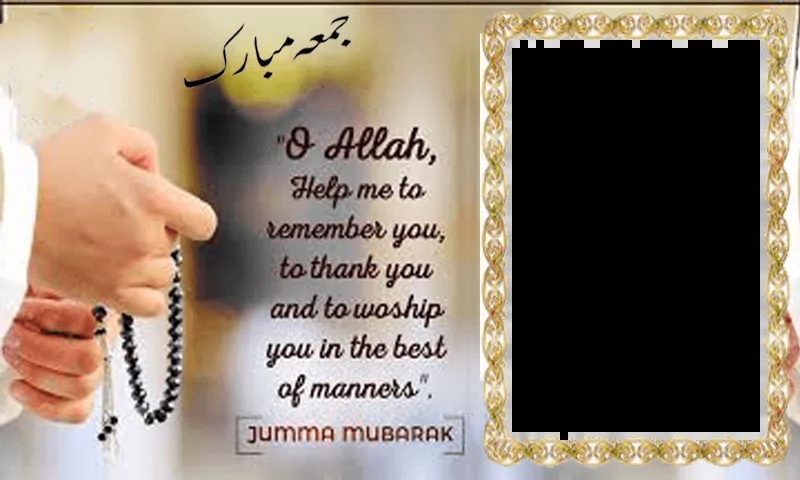 جمعہ مبارک
"O Allah,
Help me to
remember you,
to thank you
and to woship
you in the best
of manners".
JUMMA MUBARAK